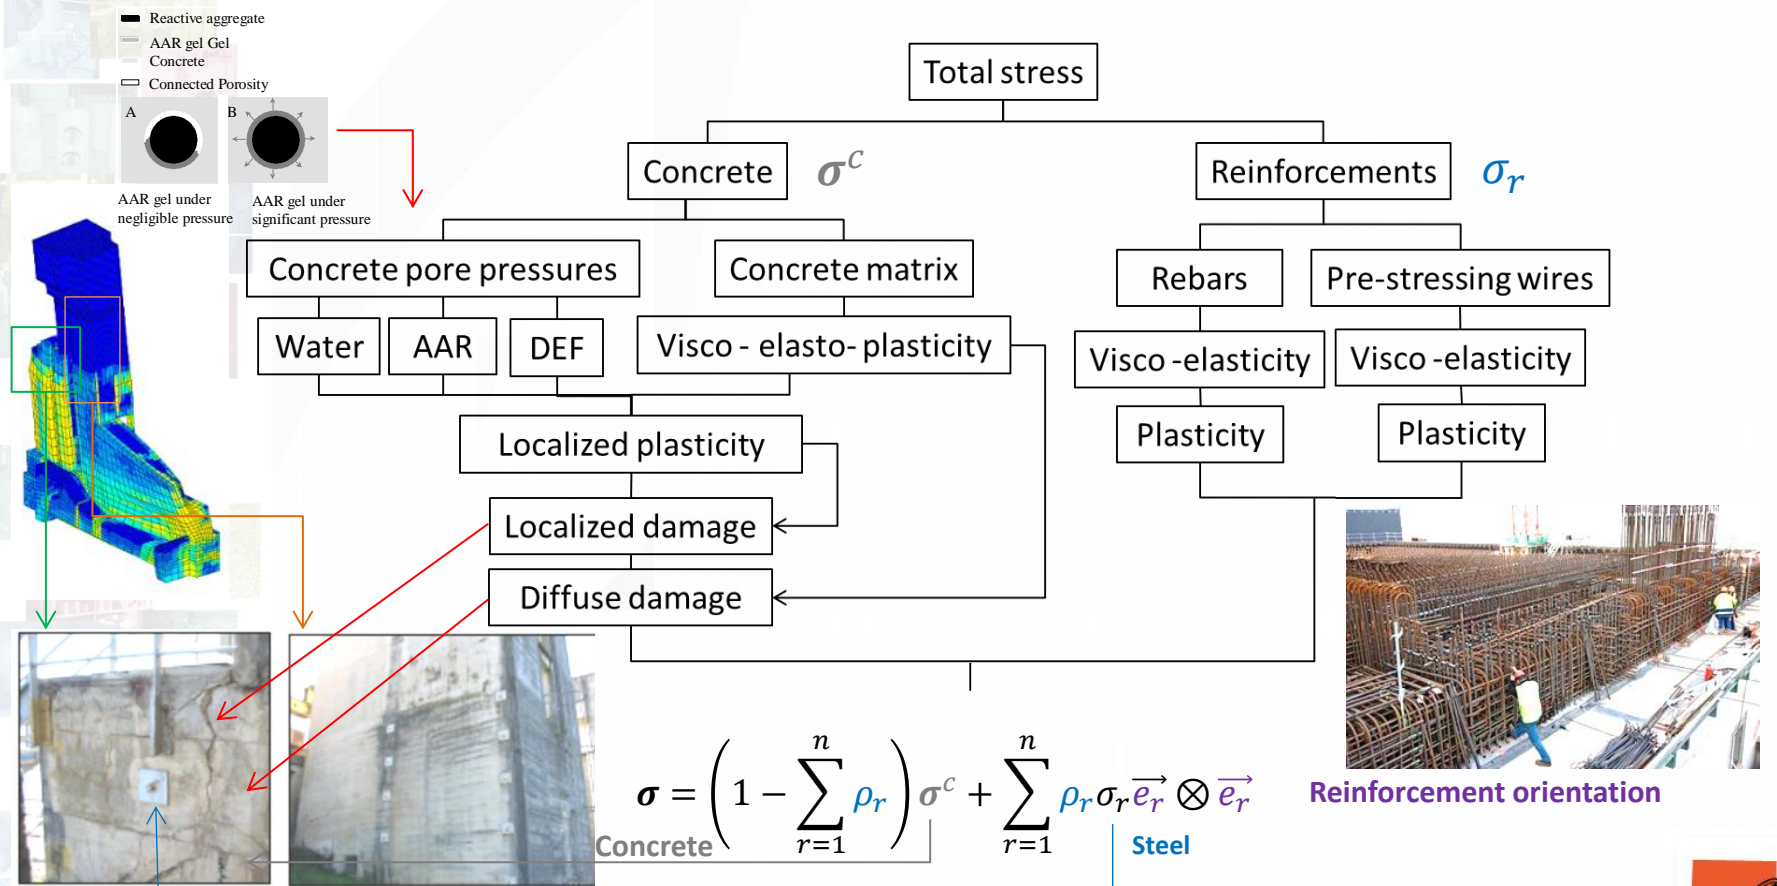 Reactive aggregate
AAR gel Gel
Concrete
Connected Porosity
A
B
AAR gel under
negligible pressure
AAR gel under
significant pressure
Total stress
Concrete
σ^c
Reinforcements
σ_r
Concrete pore pressures
Concrete matrix
Rebars
Pre-stressing wires
Water
AAR
DEF
Visco - elasto- plasticity
Visco -elasticity
Visco -elasticity
Localized plasticity
Plasticity
Plasticity
Localized damage
Diffuse damage
σ = (1 − ∑_{r=1}^{n} ρ_r) σ^c + ∑_{r=1}^{n} ρ_r σ_r \overrightarrow{e_r} ⊗ \overrightarrow{e_r}
Reinforcement orientation
Concrete
Steel